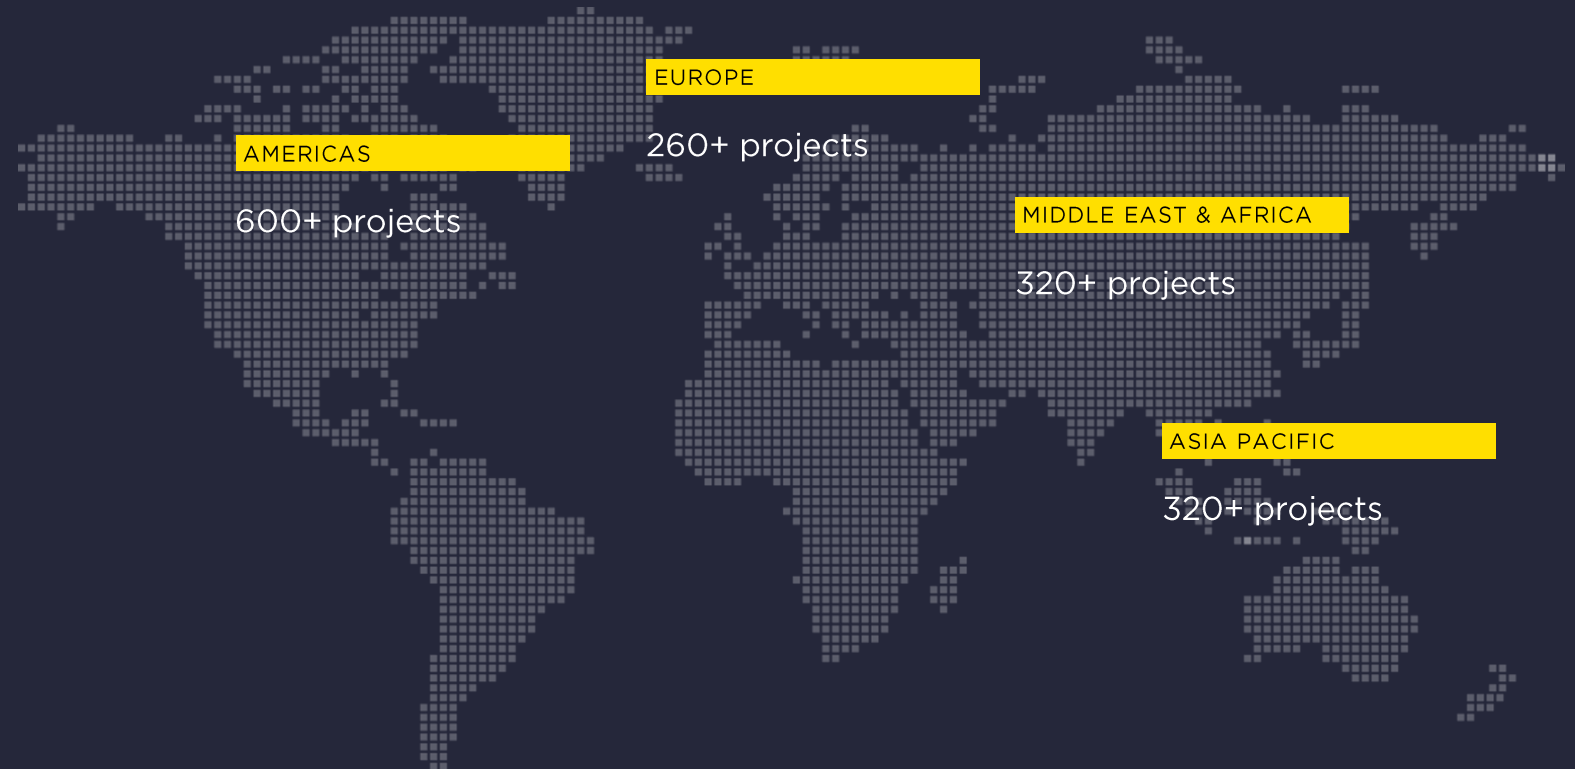 EUROPE
260+ projects
AMERICAS
600+ projects
MIDDLE EAST & AFRICA
320+ projects
ASIA PACIFIC
320+ projects